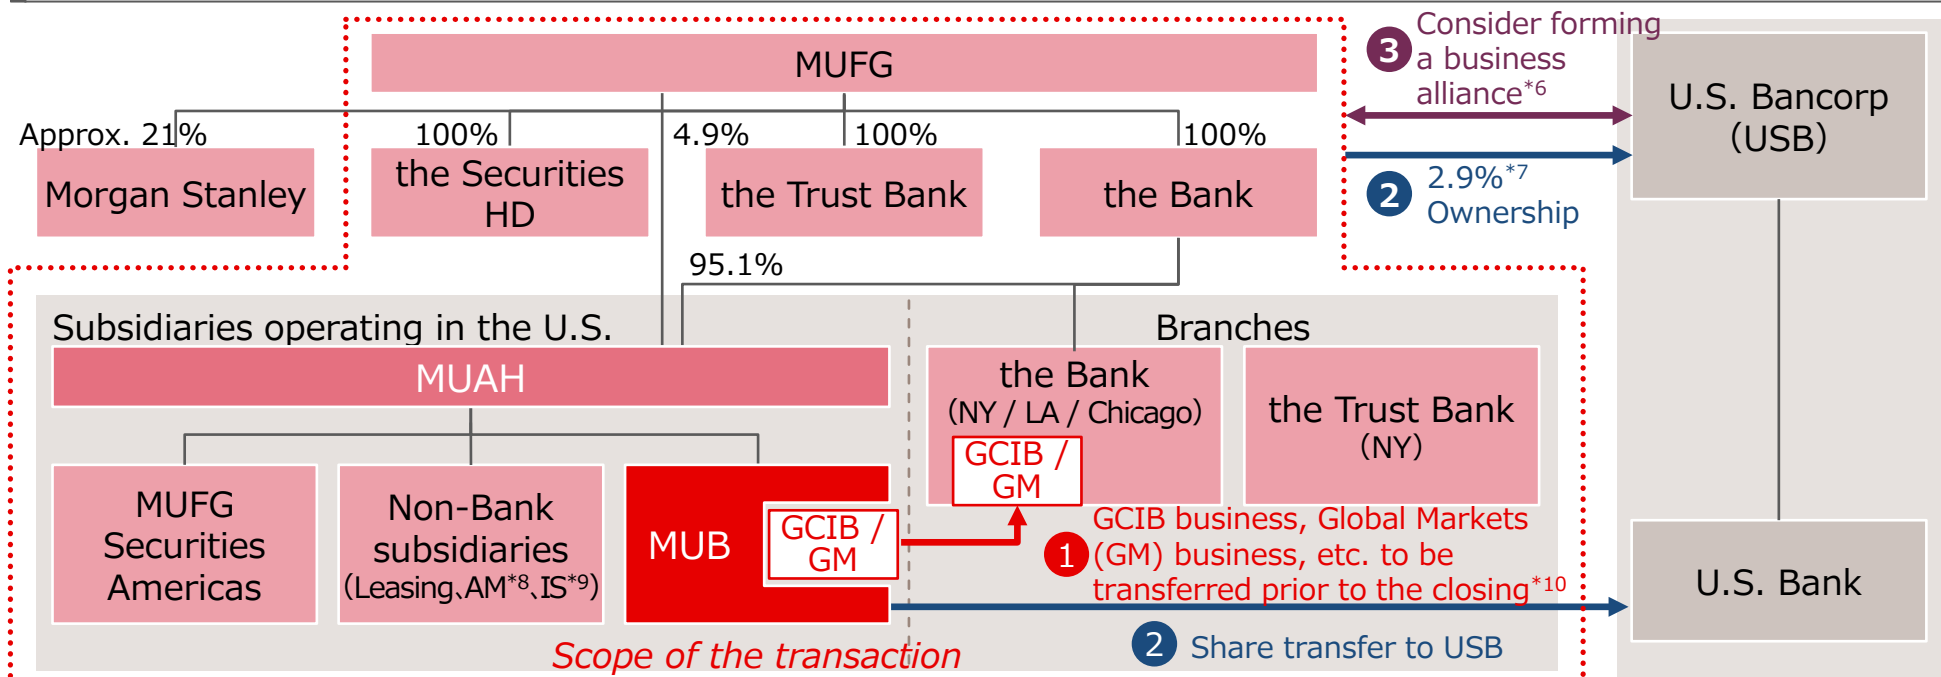 MUFG
3
Consider forming
a business
alliance*6
U.S. Bancorp
(USB)
Approx. 21%
100%
4.9%
100%
100%
Morgan Stanley
the Securities
HD
the Trust Bank
the Bank
2
2.9%*7
Ownership
95.1%
Subsidiaries operating in the U.S.
Branches
MUAH
the Bank
(NY / LA / Chicago)
GCIB /
GM
the Trust Bank
(NY)
MUFG
Securities
Americas
Non-Bank
subsidiaries
(Leasing、AM*8、IS*9)
MUB
GCIB /
GM
1
GCIB business, Global Markets
(GM) business, etc. to be
transferred prior to the closing*10
U.S. Bank
Scope of the transaction
2
Share transfer to USB